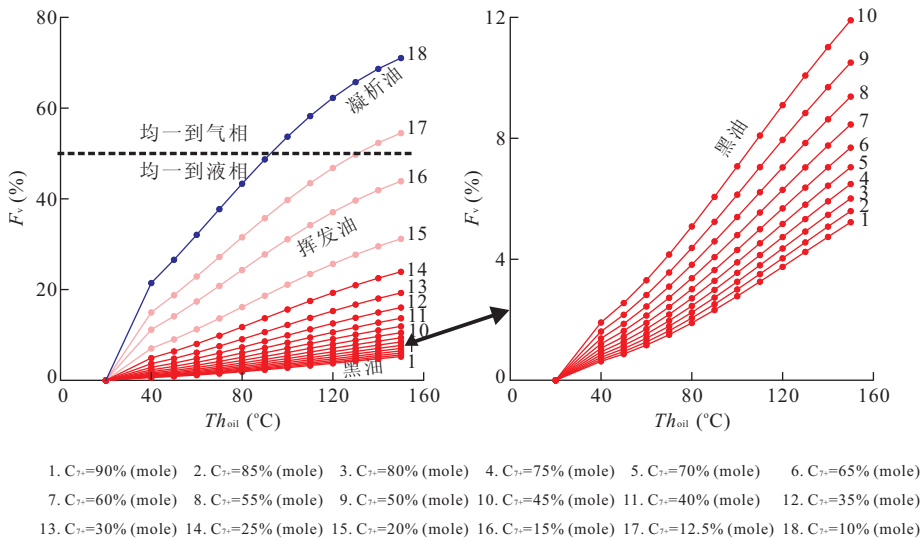 80
60
40
20
0
F_v (%)
0
40
80
120
160
Th_oil (°C)
均一到气相
均一到液相
凝析油
挥发油
黑油
18
17
16
15
14
13
12
10
1
12
8
4
0
F_v (%)
0
40
80
120
160
Th_oil (°C)
黑油
10
9
8
7
6
5
4
3
2
1
1. C₇₊=90% (mole) 2. C₇₊=85% (mole) 3. C₇₊=80% (mole) 4. C₇₊=75% (mole) 5. C₇₊=70% (mole) 6. C₇₊=65% (mole)
7. C₇₊=60% (mole) 8. C₇₊=55% (mole) 9. C₇₊=50% (mole) 10. C₇₊=45% (mole) 11. C₇₊=40% (mole) 12. C₇₊=35% (mole)
13. C₇₊=30% (mole) 14. C₇₊=25% (mole) 15. C₇₊=20% (mole) 16. C₇₊=15% (mole) 17. C₇₊=12.5% (mole) 18. C₇₊=10% (mole)